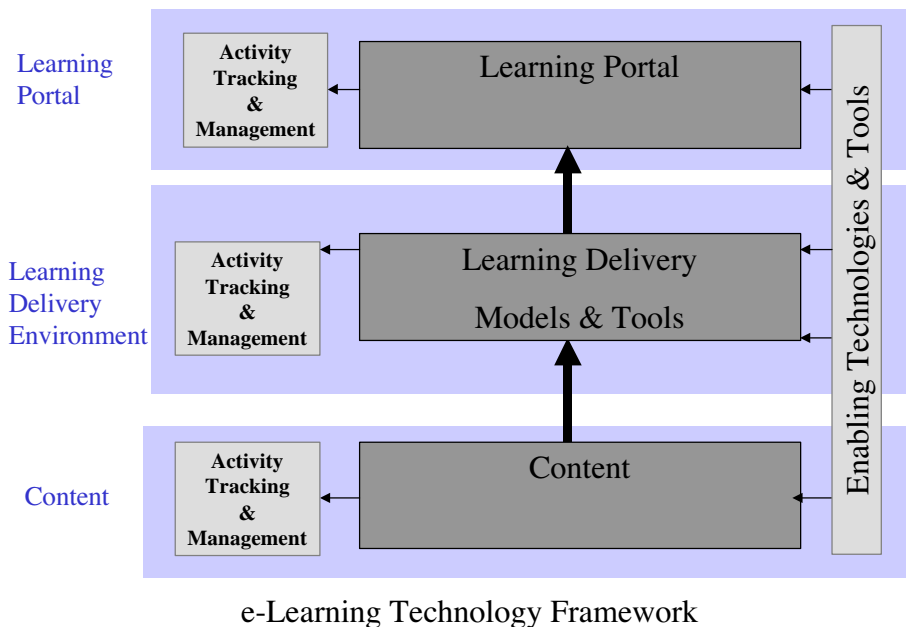 Learning
Portal
Activity
Tracking
&
Management
Learning Portal
Enabling Technologies & Tools
Learning
Delivery
Environment
Activity
Tracking
&
Management
Learning Delivery
Models & Tools
Content
Activity
Tracking
&
Management
Content
e-Learning Technology Framework